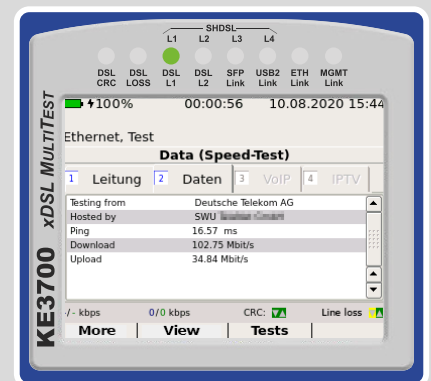 SHDSL
L1 L2 L3 L4
DSL CRC DSL LOSS DSL L1 DSL L2 SFP Link USB2 Link ETH Link MGMT Link
100% 00:00:56 10.08.2020 15:44
Ethernet, Test
Data (Speed-Test)
1 Leitung 2 Daten 3 VoIP 4 IPTV
Testing from Deutsche Telekom AG
Hosted by SWU
Ping 16.57 ms
Download 102.75 Mbit/s
Upload 34.84 Mbit/s
-/- kbps 0/0 kbps CRC: Line loss
More View Tests
KE3700 xDSL MULTITEST